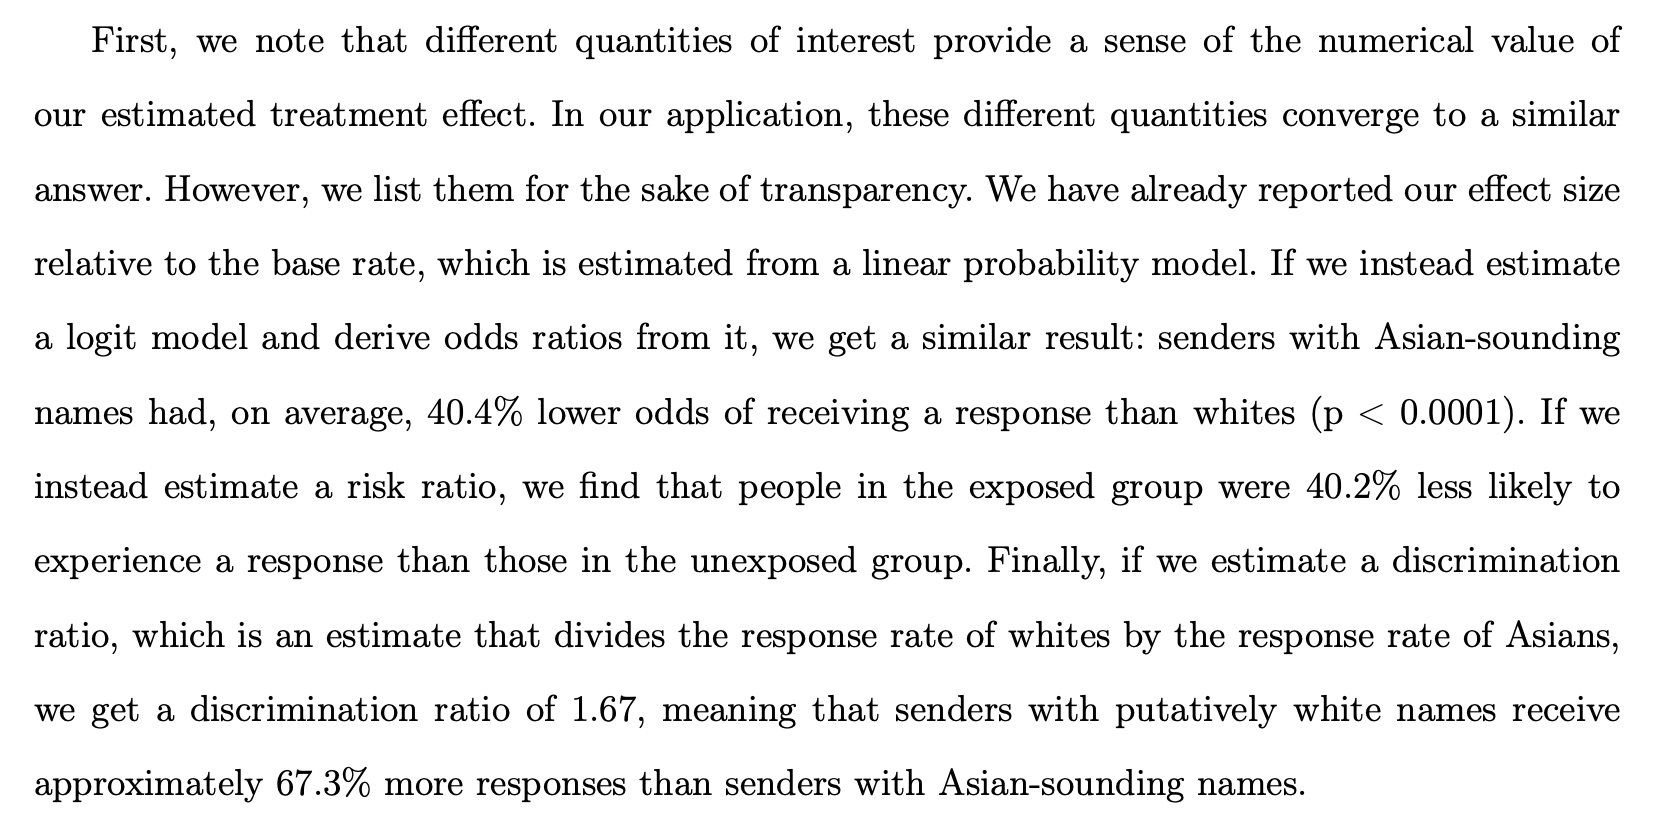 First, we note that different quantities of interest provide a sense of the numerical value of
our estimated treatment effect. In our application, these different quantities converge to a similar
answer. However, we list them for the sake of transparency. We have already reported our effect size
relative to the base rate, which is estimated from a linear probability model. If we instead estimate
a logit model and derive odds ratios from it, we get a similar result: senders with Asian-sounding
names had, on average, 40.4% lower odds of receiving a response than whites (p < 0.0001). If we
instead estimate a risk ratio, we find that people in the exposed group were 40.2% less likely to
experience a response than those in the unexposed group. Finally, if we estimate a discrimination
ratio, which is an estimate that divides the response rate of whites by the response rate of Asians,
we get a discrimination ratio of 1.67, meaning that senders with putatively white names receive
approximately 67.3% more responses than senders with Asian-sounding names.